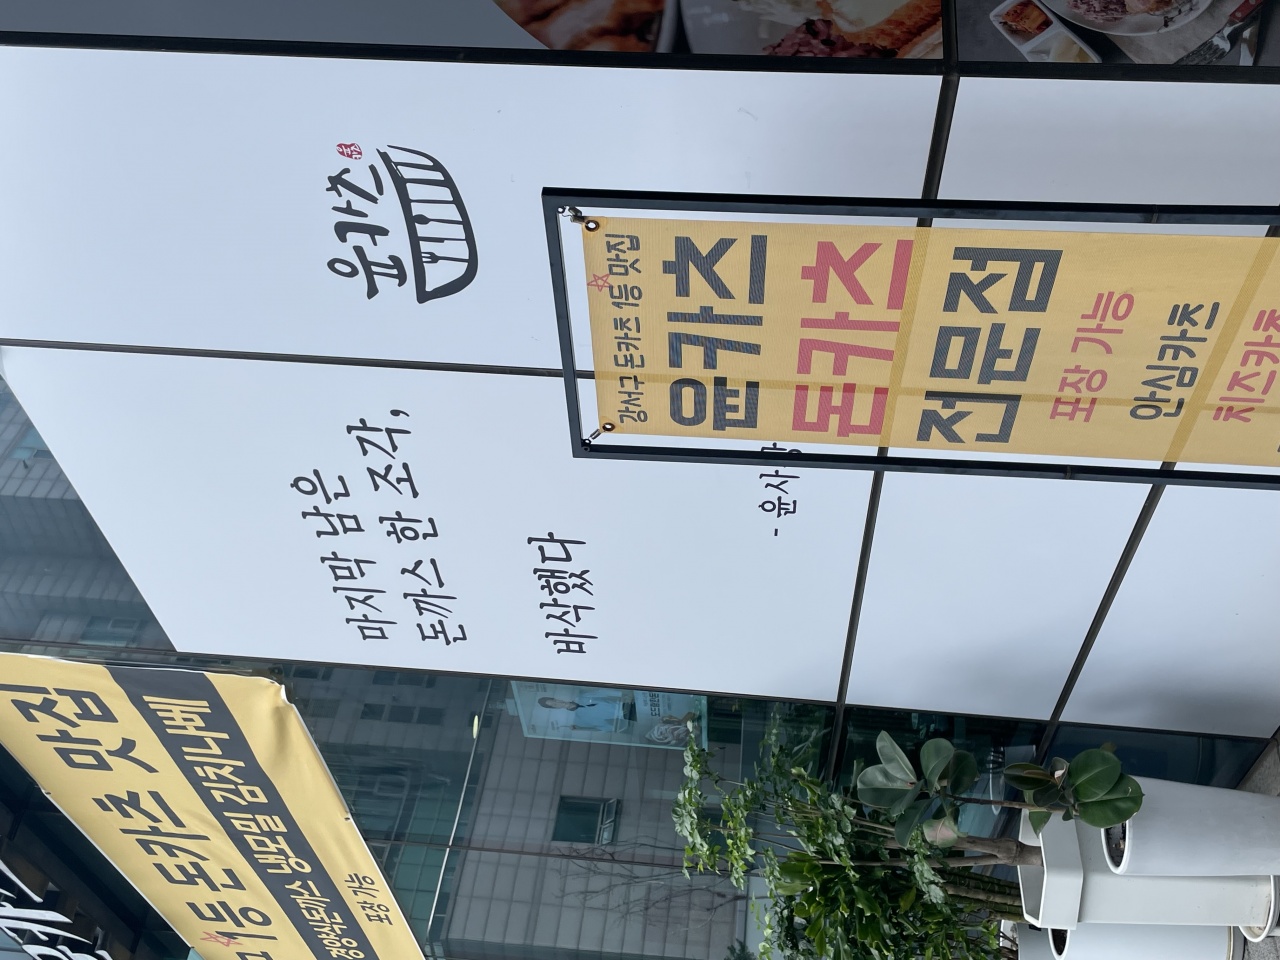 윤카츠
마지막 남은
돈까스 한 조각,
바삭했다
- 윤사
강서구 돈카츠 1등 맛집
윤카츠
돈카츠
전문점
포장 가능
안심카츠
치즈카츠
1등 돈카츠 맛집
경양식돈까스 냉모밀 김치나베
포장 가능